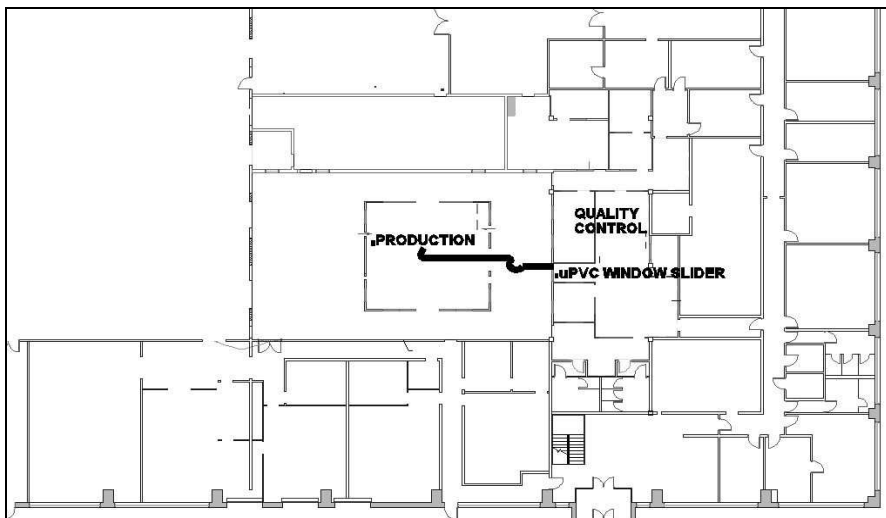 QUALITY
CONTROL
.PRODUCTION
.uPVC WINDOW SLIDER